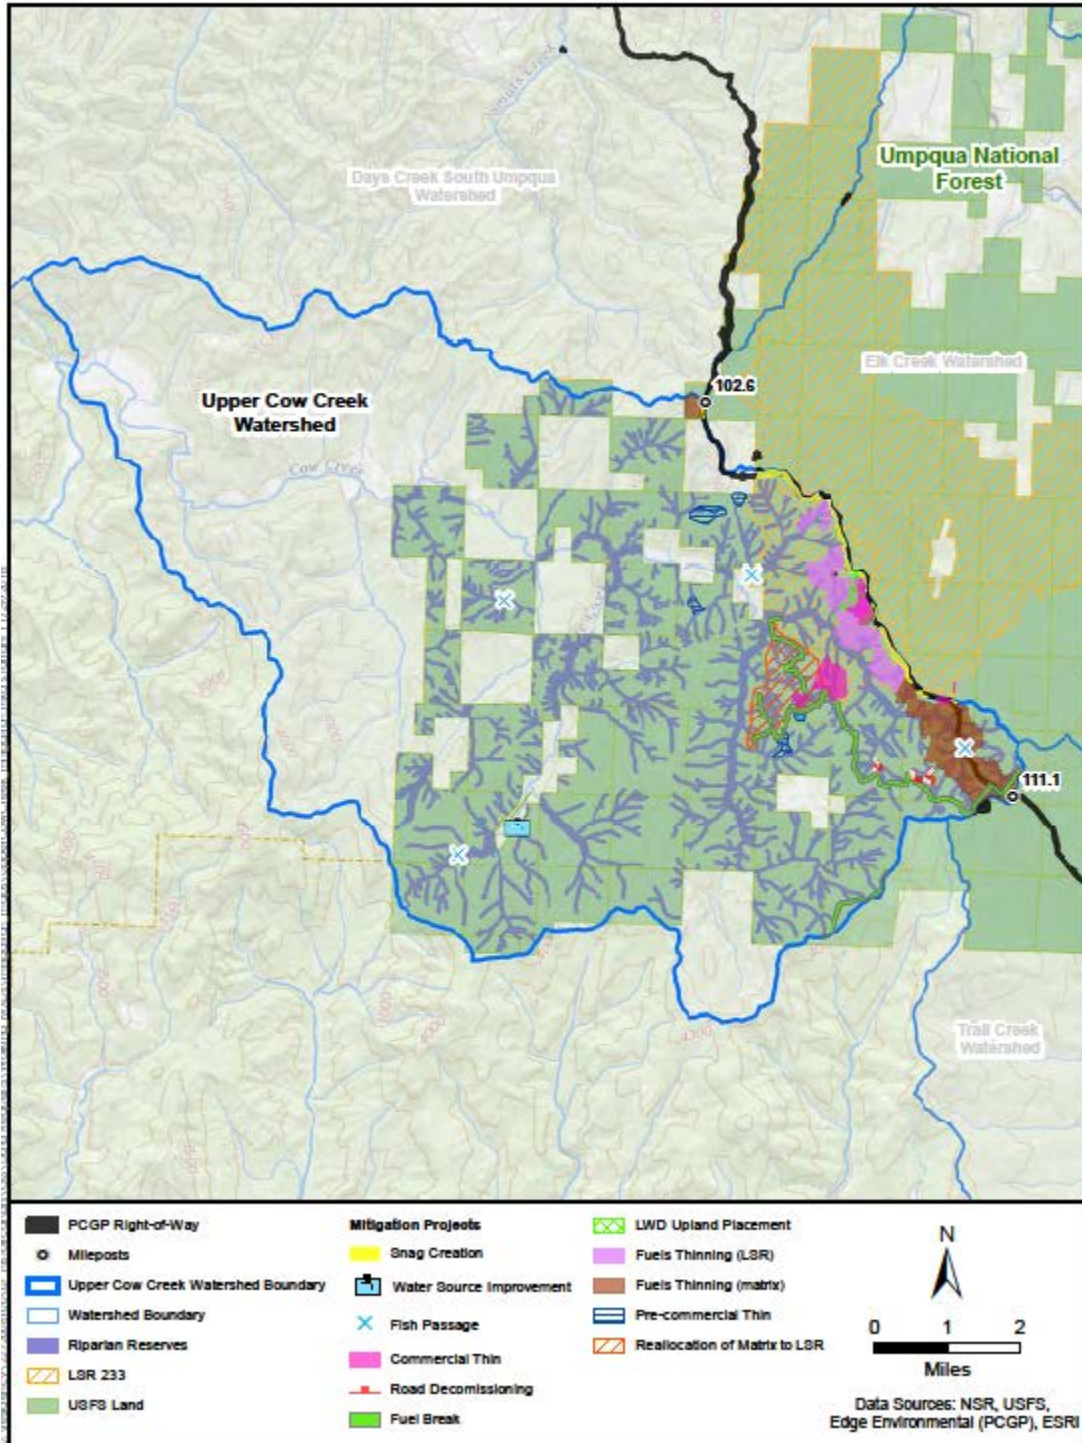 Days Creek South Umpqua
Watershed
Umpqua National
Forest
Elk Creek Watershed
102.6
Upper Cow Creek
Watershed
Cow Creek
111.1
Trail Creek
Watershed
PCGP Right-of-Way
Mileposts
Upper Cow Creek Watershed Boundary
Watershed Boundary
Riparian Reserves
LSR 233
USFS Land
Mitigation Projects
Snag Creation
Water Source Improvement
Fish Passage
Commercial Thin
Road Decomissioning
Fuel Break
LWD Upland Placement
Fuels Thinning (LSR)
Fuels Thinning (matrix)
Pre-commercial Thin
Reallocation of Matrix to LSR
N
0 1 2
Miles
Data Sources: NSR, USFS,
Edge Environmental (PCGP), ESRI